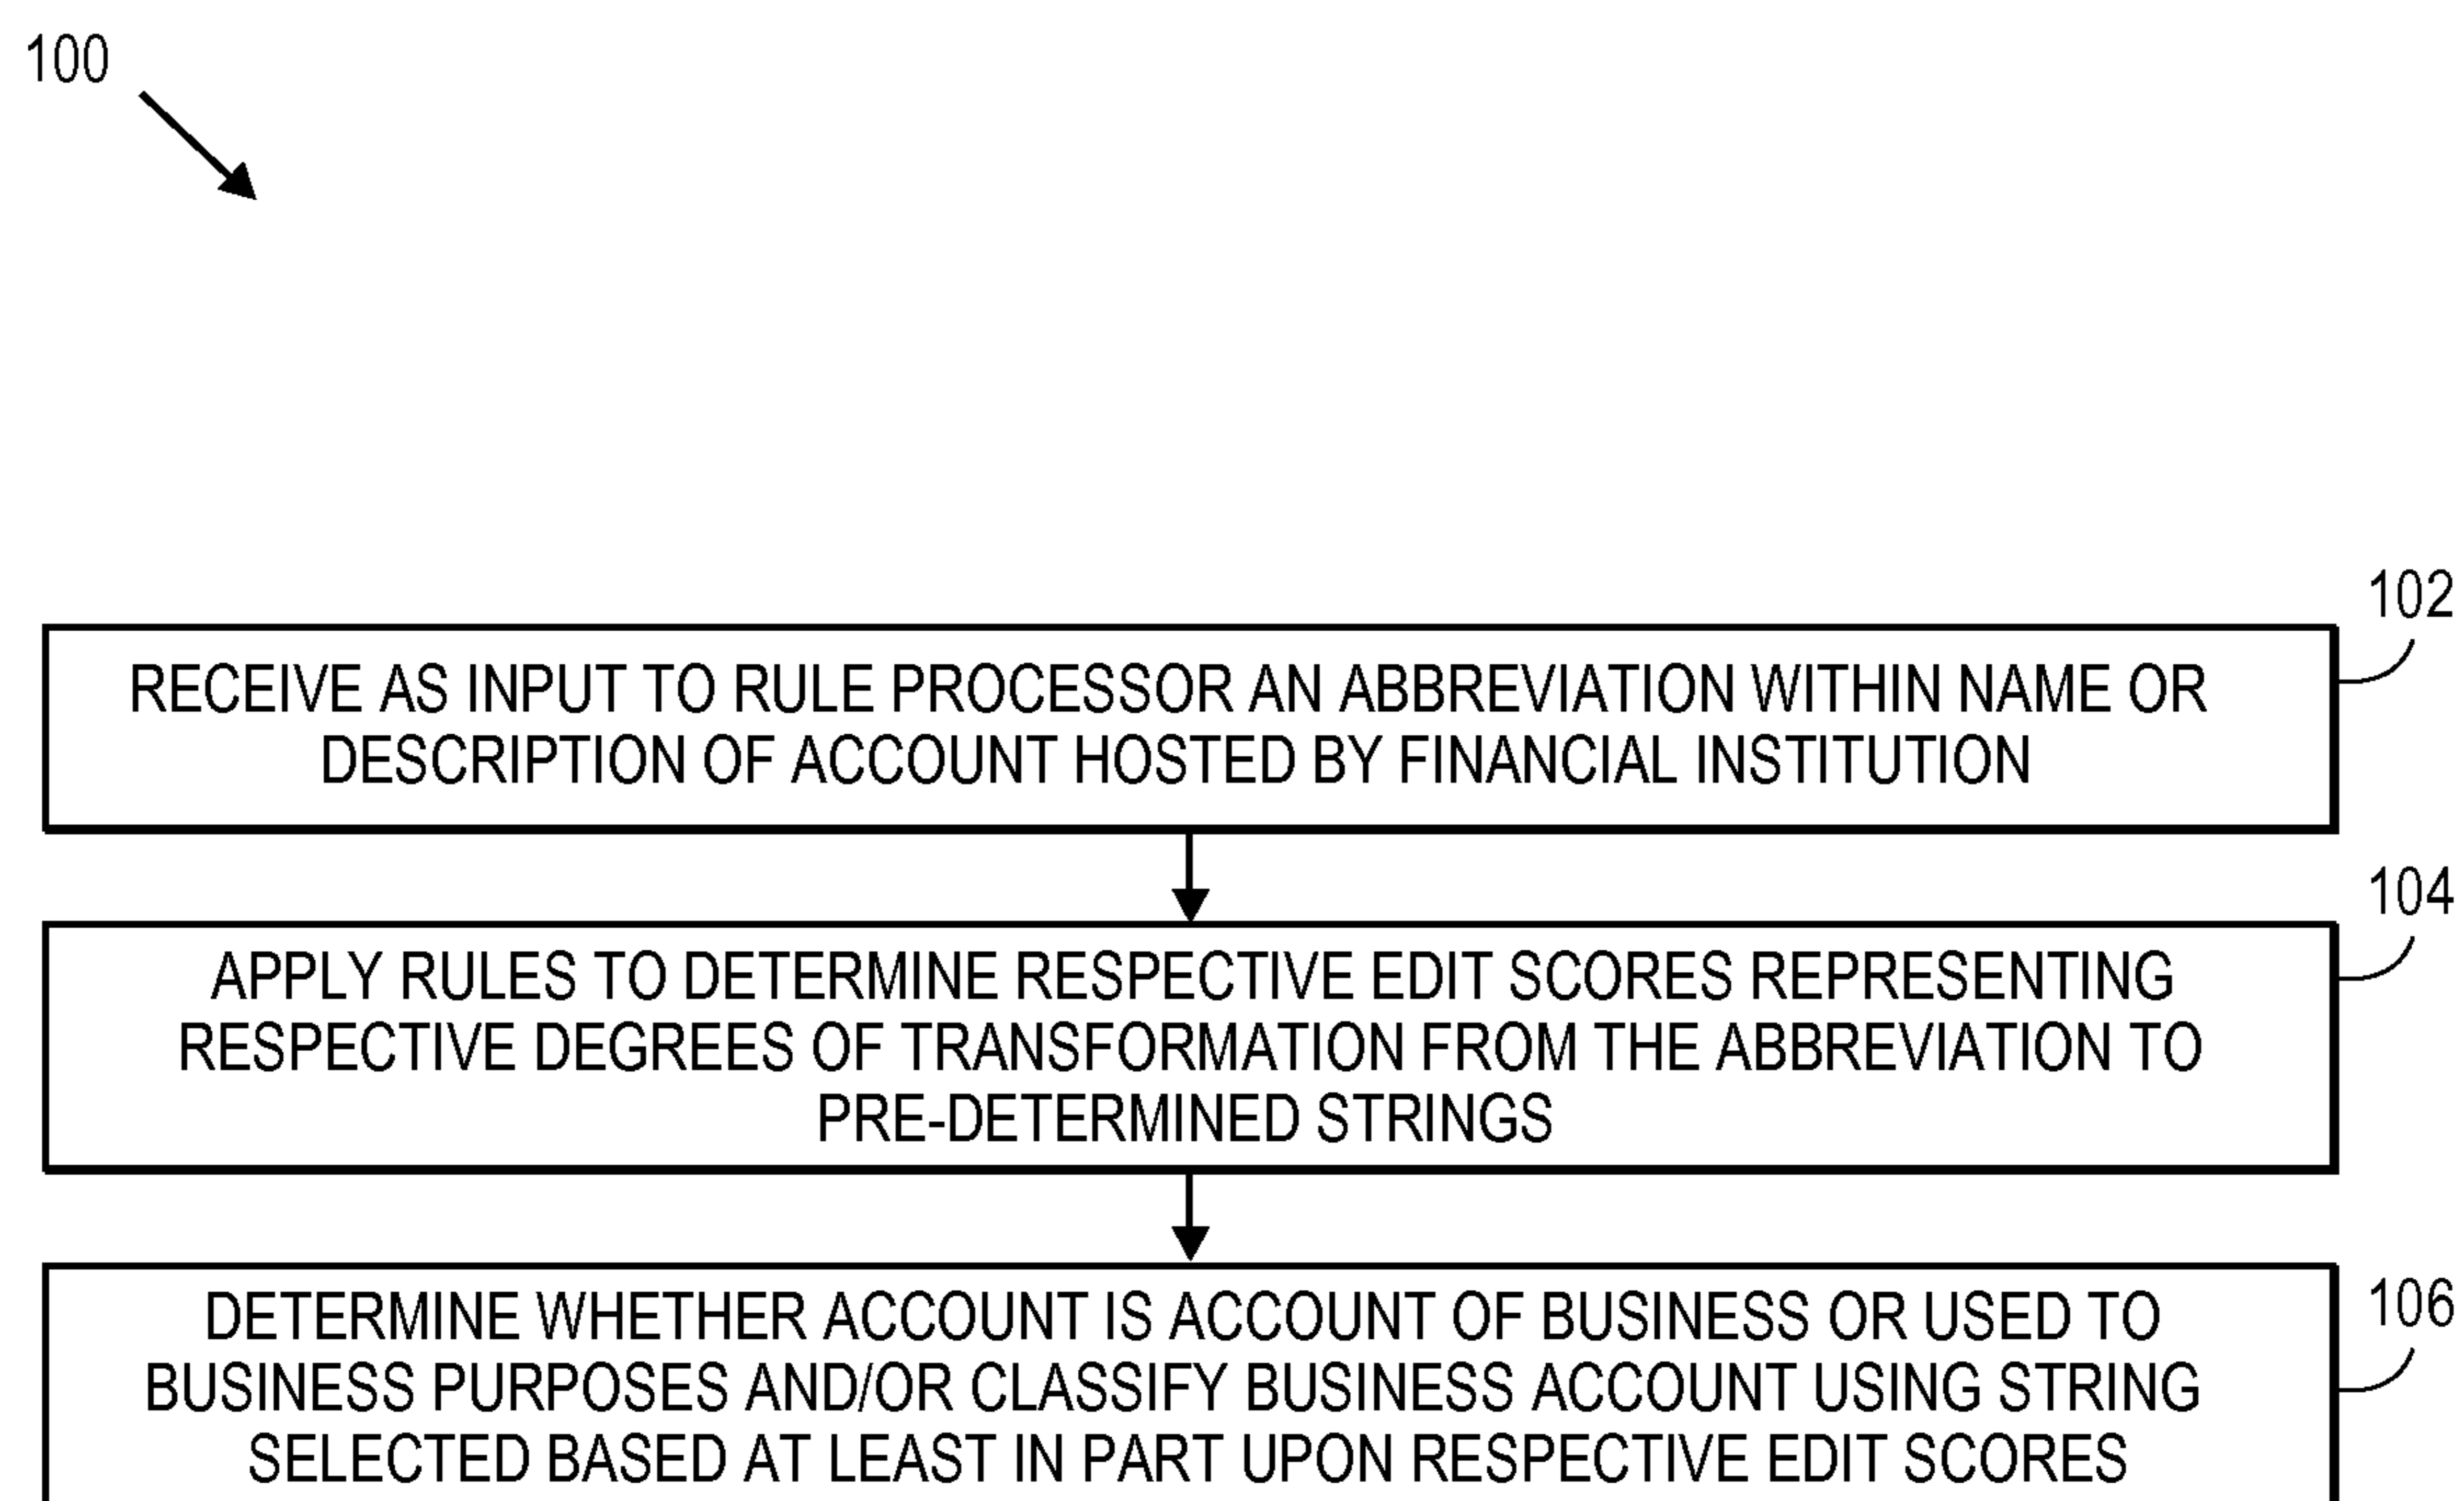 100
102
RECEIVE AS INPUT TO RULE PROCESSOR AN ABBREVIATION WITHIN NAME OR
DESCRIPTION OF ACCOUNT HOSTED BY FINANCIAL INSTITUTION
104
APPLY RULES TO DETERMINE RESPECTIVE EDIT SCORES REPRESENTING
RESPECTIVE DEGREES OF TRANSFORMATION FROM THE ABBREVIATION TO
PRE-DETERMINED STRINGS
106
DETERMINE WHETHER ACCOUNT IS ACCOUNT OF BUSINESS OR USED TO
BUSINESS PURPOSES AND/OR CLASSIFY BUSINESS ACCOUNT USING STRING
SELECTED BASED AT LEAST IN PART UPON RESPECTIVE EDIT SCORES